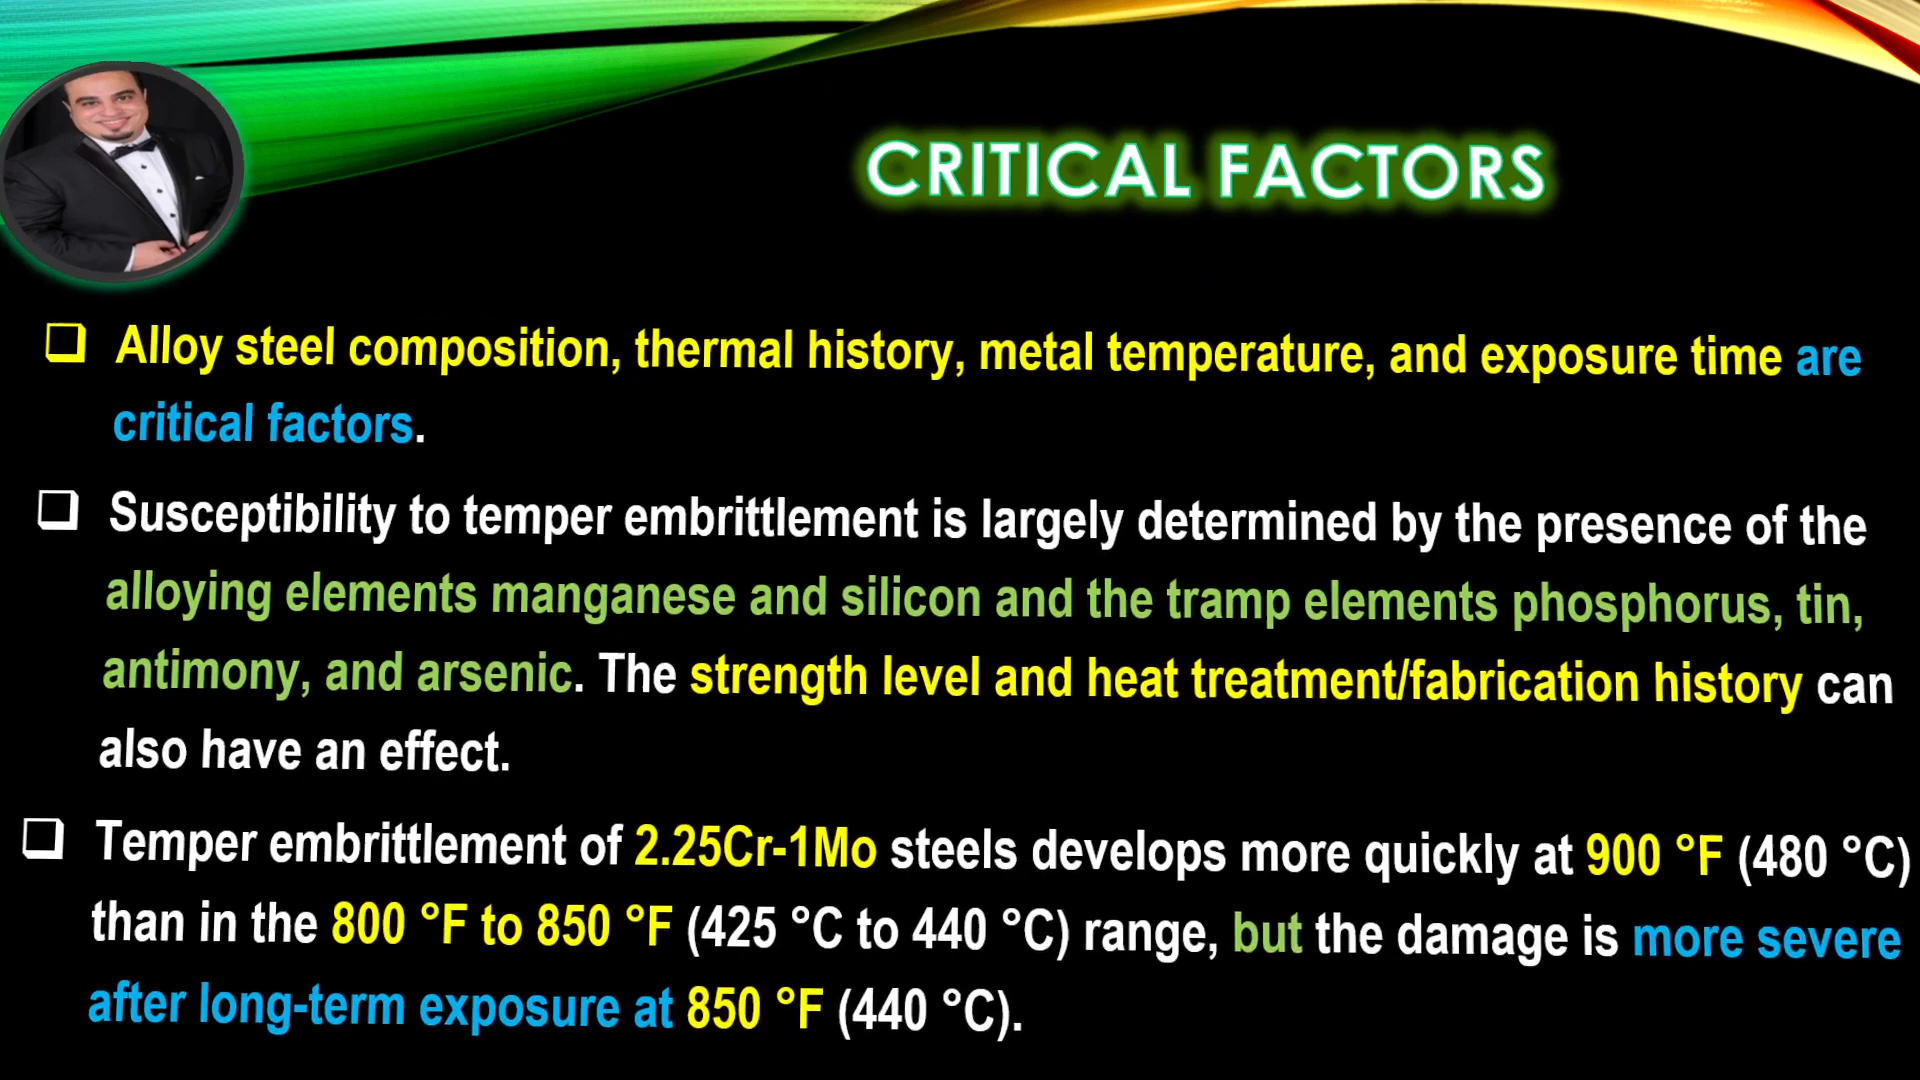 CRITICAL FACTORS
Alloy steel composition, thermal history, metal temperature, and exposure time are
critical factors.
Susceptibility to temper embrittlement is largely determined by the presence of the
alloying elements manganese and silicon and the tramp elements phosphorus, tin,
antimony, and arsenic. The strength level and heat treatment/fabrication history can
also have an effect.
Temper embrittlement of 2.25Cr-1Mo steels develops more quickly at 900 °F (480 °C)
than in the 800 °F to 850 °F (425 °C to 440 °C) range, but the damage is more severe
after long-term exposure at 850 °F (440 °C).